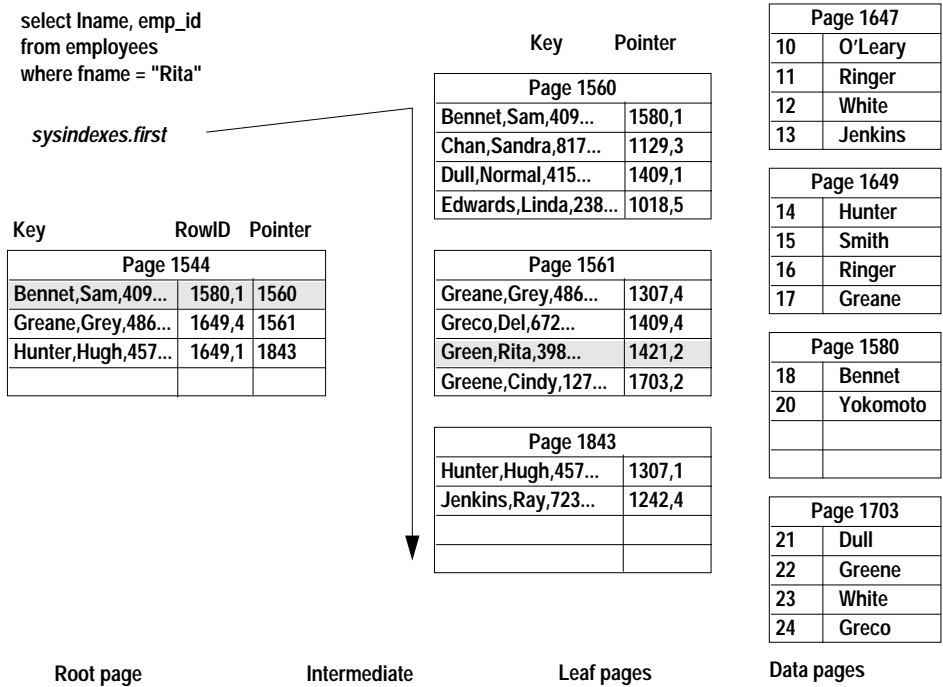 select lname, emp_id
from employees
where fname = "Rita"
sysindexes.first
Key RowID Pointer
Page 1544
Bennet,Sam,409... 1580,1 1560
Greane,Grey,486... 1649,4 1561
Hunter,Hugh,457... 1649,1 1843
Key Pointer
Page 1560
Bennet,Sam,409... 1580,1
Chan,Sandra,817... 1129,3
Dull,Normal,415... 1409,1
Edwards,Linda,238... 1018,5
Page 1561
Greane,Grey,486... 1307,4
Greco,Del,672... 1409,4
Green,Rita,398... 1421,2
Greene,Cindy,127... 1703,2
Page 1843
Hunter,Hugh,457... 1307,1
Jenkins,Ray,723... 1242,4
Page 1647
10 O’Leary
11 Ringer
12 White
13 Jenkins
Page 1649
14 Hunter
15 Smith
16 Ringer
17 Greane
Page 1580
18 Bennet
20 Yokomoto
Page 1703
21 Dull
22 Greene
23 White
24 Greco
Root page Intermediate Leaf pages Data pages